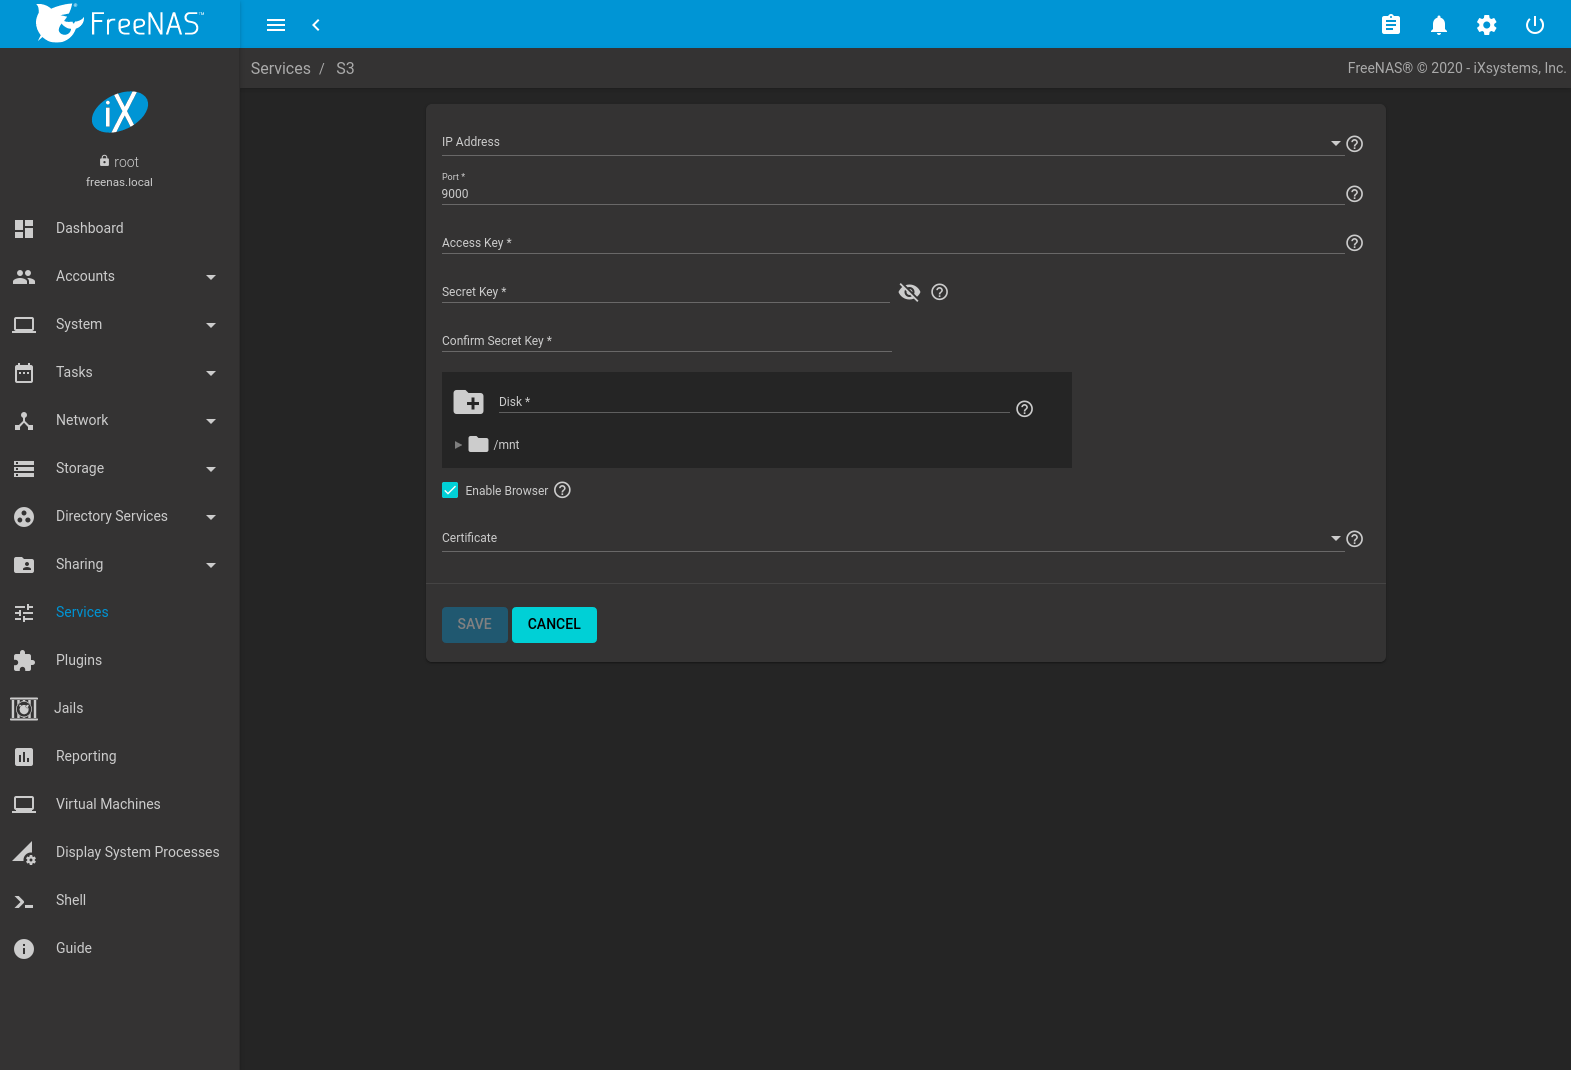 FreeNAS™
Services / S3
FreeNAS® © 2020 - iXsystems, Inc.
iX
root
freenas.local
Dashboard
Accounts
System
Tasks
Network
Storage
Directory Services
Sharing
Services
Plugins
Jails
Reporting
Virtual Machines
Display System Processes
Shell
Guide
IP Address
Port *
9000
Access Key *
Secret Key *
Confirm Secret Key *
Disk *
/mnt
Enable Browser
Certificate
SAVE CANCEL